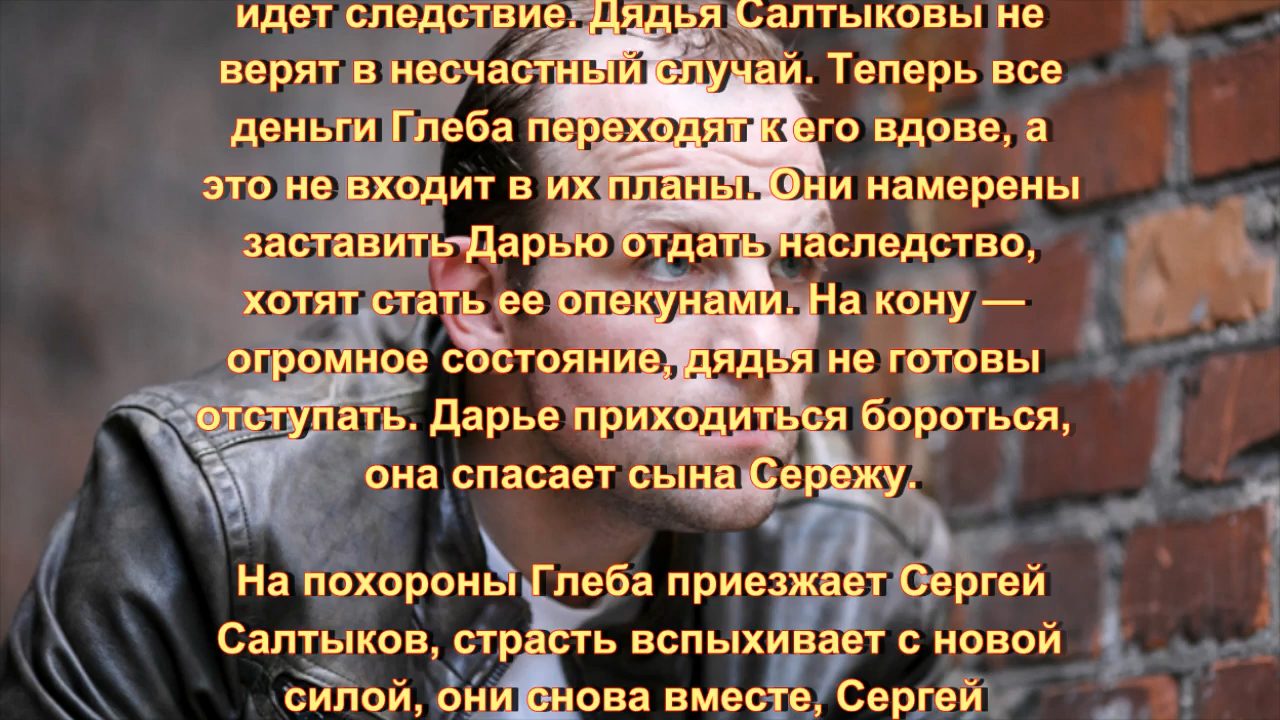 идет следствие. Дядья Салтыковы не
верят в несчастный случай. Теперь все
деньги Глеба переходят к его вдове, а
это не входит в их планы. Они намерены
заставить Дарью отдать наследство,
хотят стать ее опекунами. На кону —
огромное состояние, дядья не готовы
отступать. Дарье приходиться бороться,
она спасает сына Сережу.
На похороны Глеба приезжает Сергей
Салтыков, страсть вспыхивает с новой
силой, они снова вместе, Сергей